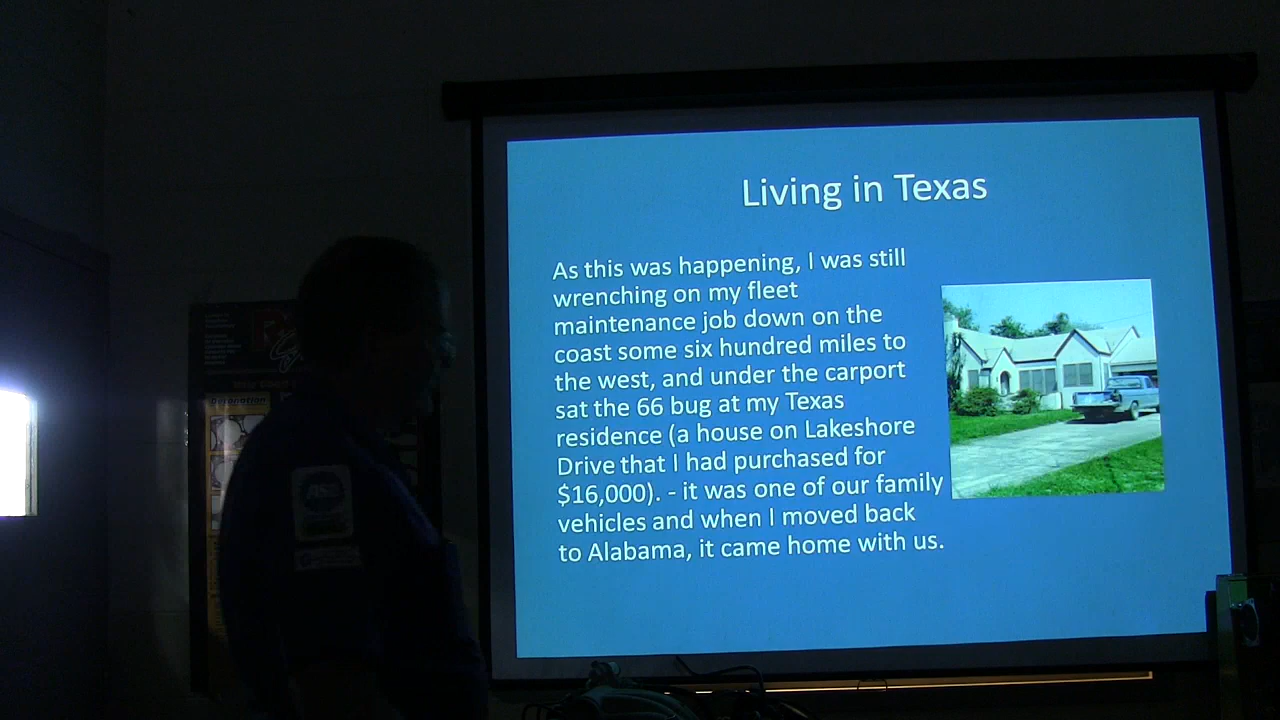 Living in Texas
As this was happening, I was still
wrenching on my fleet
maintenance job down on the
coast some six hundred miles to
the west, and under the carport
sat the 66 bug at my Texas
residence (a house on Lakeshore
Drive that I had purchased for
$16,000). - it was one of our family
vehicles and when I moved back
to Alabama, it came home with us.
Detonation